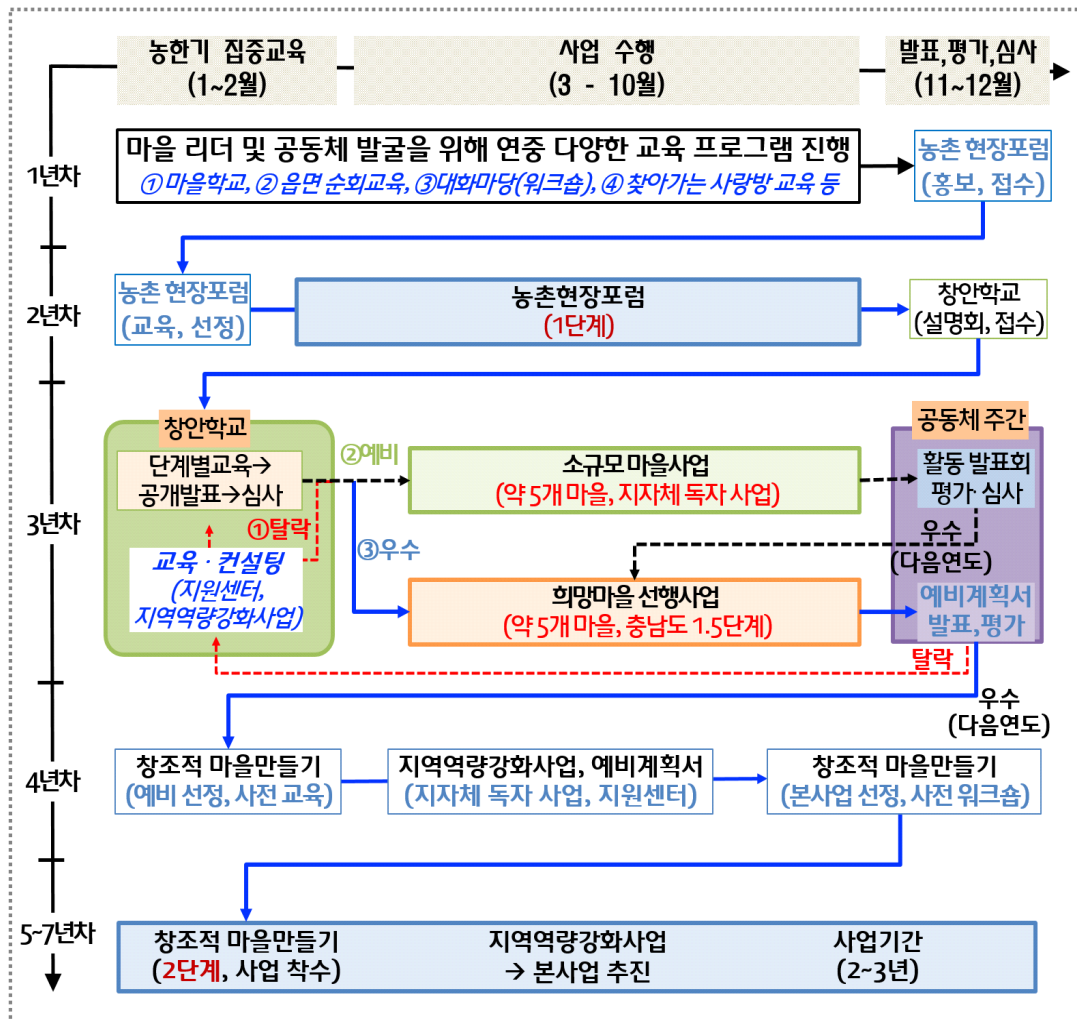 농한기 집중교육
(1~2월)
사업 수행
(3 - 10월)
발표,평가,심사
(11~12월)
1년차
마을 리더 및 공동체 발굴을 위해 연중 다양한 교육 프로그램 진행
① 마을학교, ② 읍면 순회교육, ③대화마당(워크숍), ④ 찾아가는 사랑방 교육 등
농촌 현장포럼
(홍보, 접수)
2년차
농촌 현장포럼
(교육, 선정)
농촌현장포럼
(1단계)
창안학교
(설명회, 접수)
3년차
창안학교
단계별교육→
공개발표→심사
①탈락
교육 · 컨설팅
(지원센터,
지역역량강화사업)
②예비
③우수
소규모 마을사업
(약 5개 마을, 지자체 독자 사업)
희망마을 선행사업
(약 5개 마을, 충남도 1.5단계)
공동체 주간
활동 발표회
평가·심사
우수
(다음연도)
예비계획서
발표,평가
탈락
우수
(다음연도)
4년차
창조적 마을만들기
(예비 선정, 사전 교육)
지역역량강화사업, 예비계획서
(지자체 독자 사업, 지원센터)
창조적 마을만들기
(본사업 선정, 사전 워크숍)
5~7년차
창조적 마을만들기
(2단계, 사업 착수)
지역역량강화사업
→ 본사업 추진
사업기간
(2~3년)